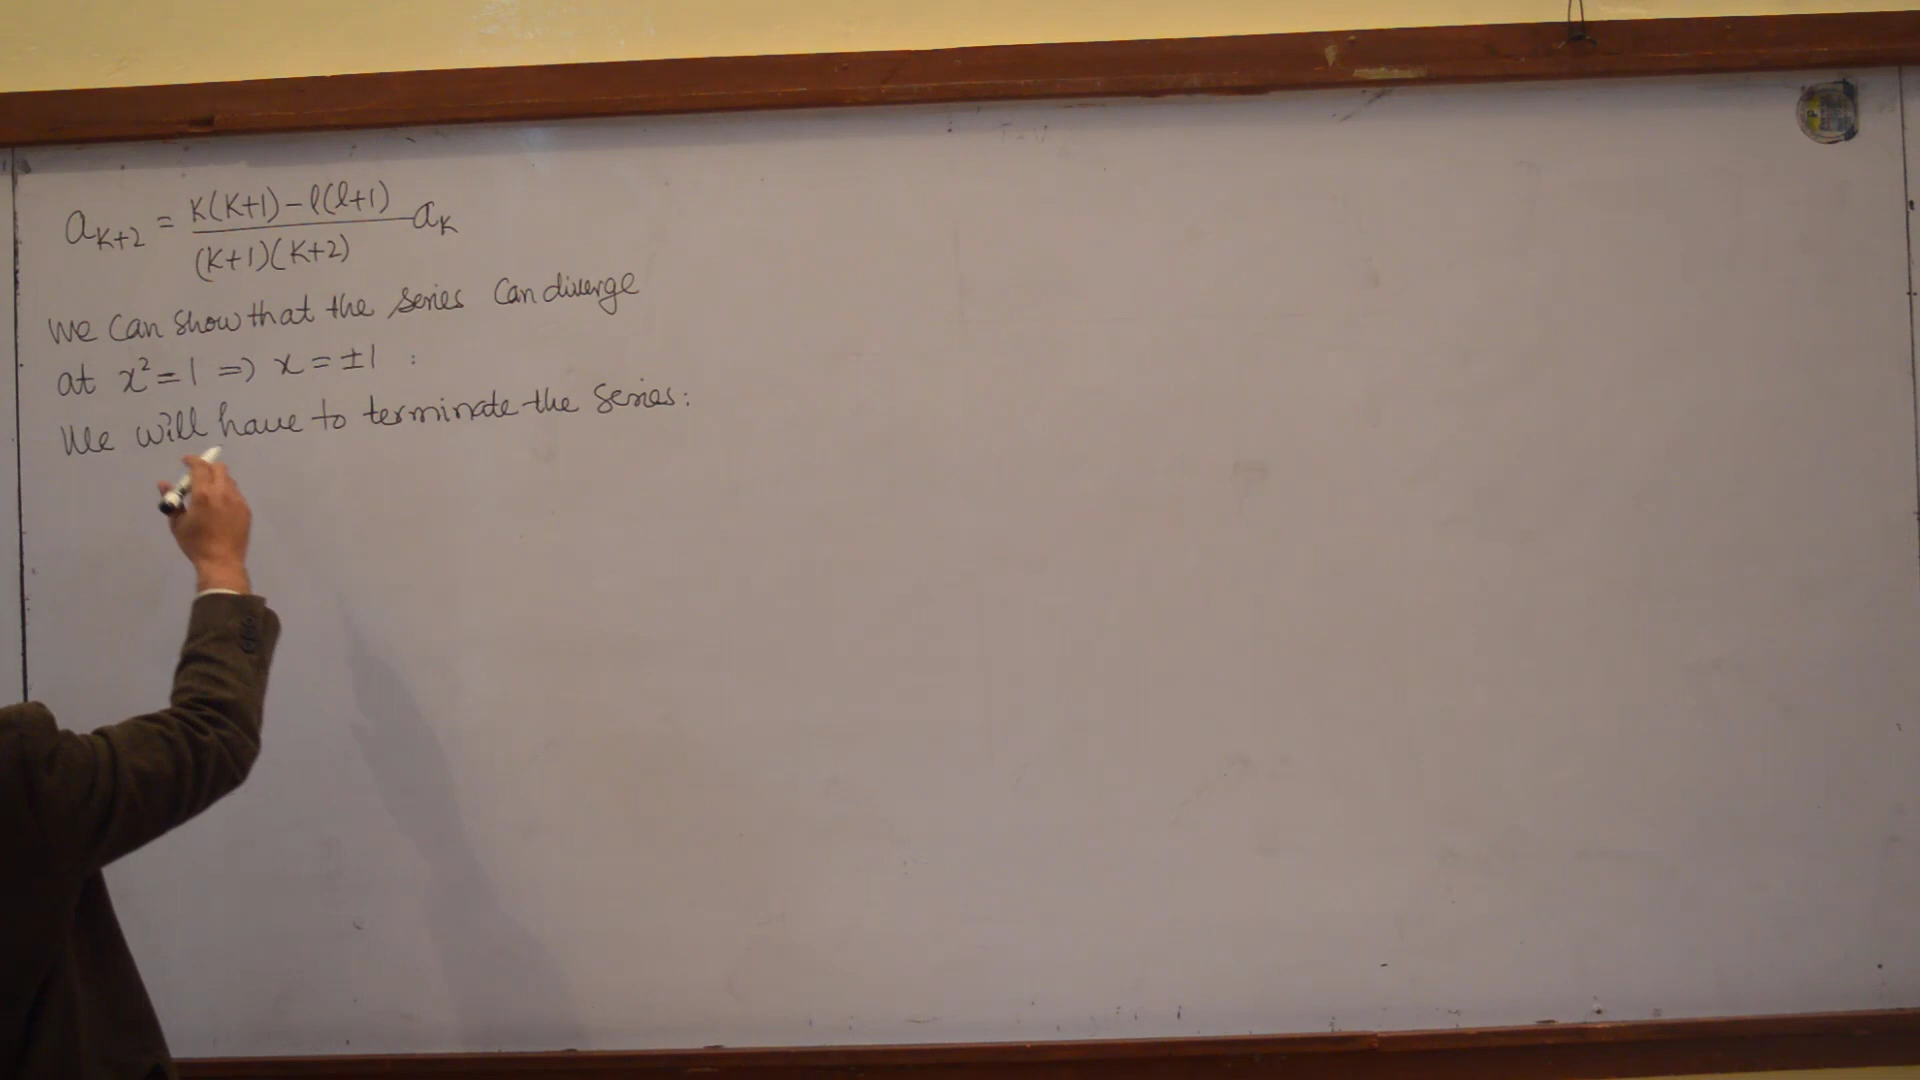 a_{K+2} = \frac{K(K+1) - l(l+1)}{(K+1)(K+2)} a_K
We can show that the series can diverge
at x² = 1 => x = ±1 :
We will have to terminate the series: